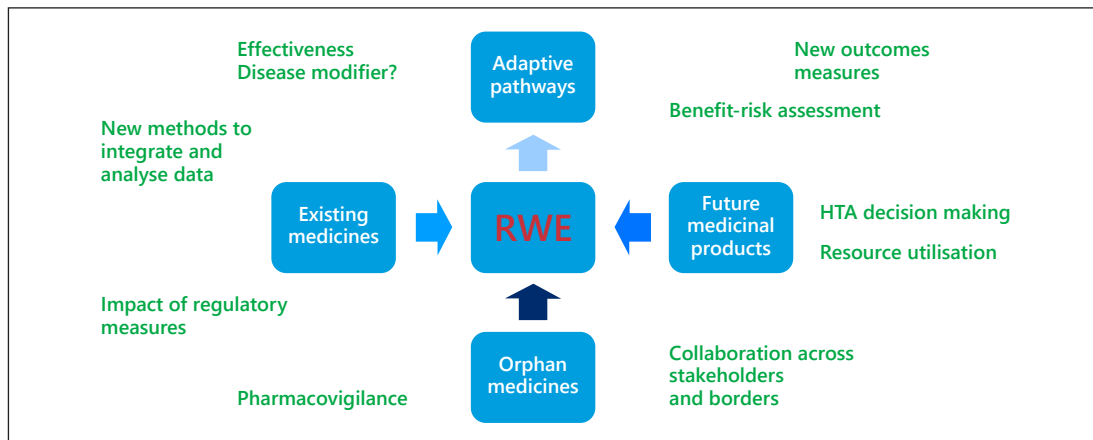 Effectiveness
Disease modifier?
Adaptive
pathways
New outcomes
measures
Benefit-risk assessment
New methods to
integrate and
analyse data
Existing
medicines
RWE
Future
medicinal
products
HTA decision making
Resource utilisation
Impact of regulatory
measures
Orphan
medicines
Collaboration across
stakeholders
and borders
Pharmacovigilance